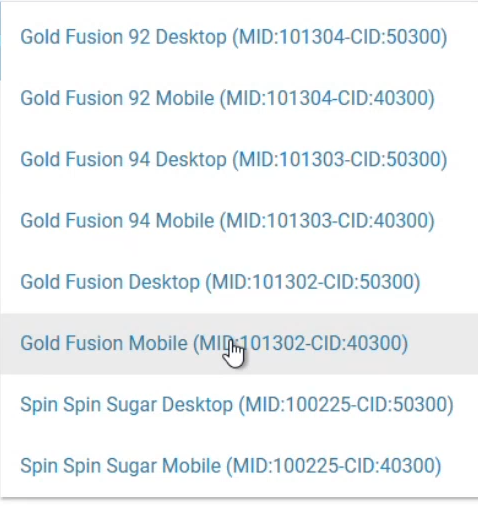 Gold Fusion 92 Desktop (MID:101304-CID:50300)
Gold Fusion 92 Mobile (MID:101304-CID:40300)
Gold Fusion 94 Desktop (MID:101303-CID:50300)
Gold Fusion 94 Mobile (MID:101303-CID:40300)
Gold Fusion Desktop (MID:101302-CID:50300)
Gold Fusion Mobile (MID:101302-CID:40300)
Spin Spin Sugar Desktop (MID:100225-CID:50300)
Spin Spin Sugar Mobile (MID:100225-CID:40300)